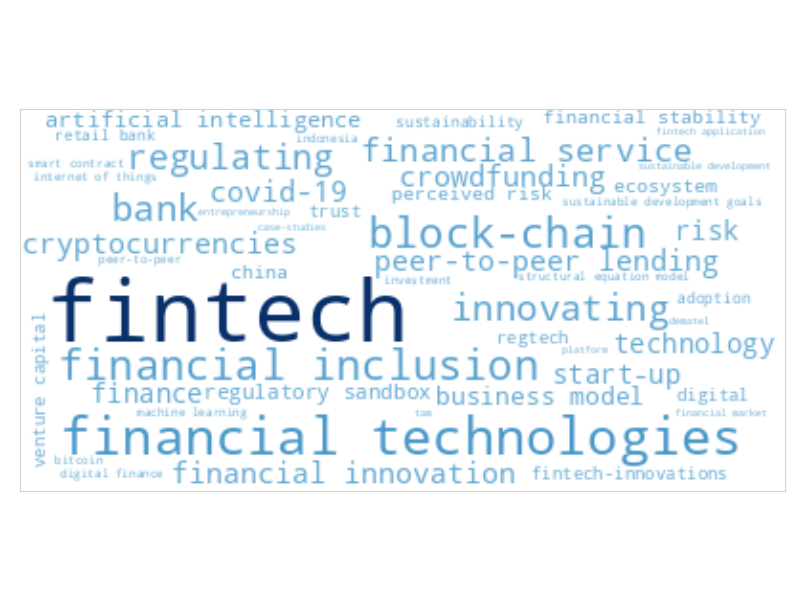 artificial intelligence
sustainability
financial stability
retail bank
indonesia
fintech application
smart contract
regulating
financial service
sustainable development
internet of things
covid-19
crowdfunding
perceived risk
ecosystem
sustainable development goals
bank
entrepreneurship
trust
case-studies
block-chain
risk
cryptocurrencies
peer-to-peer
china
peer-to-peer lending
investment
structural equation model
fintech
innovating
adoption
dematel
regtech
platform
technology
venture capital
financial inclusion
start-up
finance
regulatory sandbox
business model
digital
machine learning
tam
financial market
financial technologies
bitcoin
digital finance
financial innovation
fintech-innovations